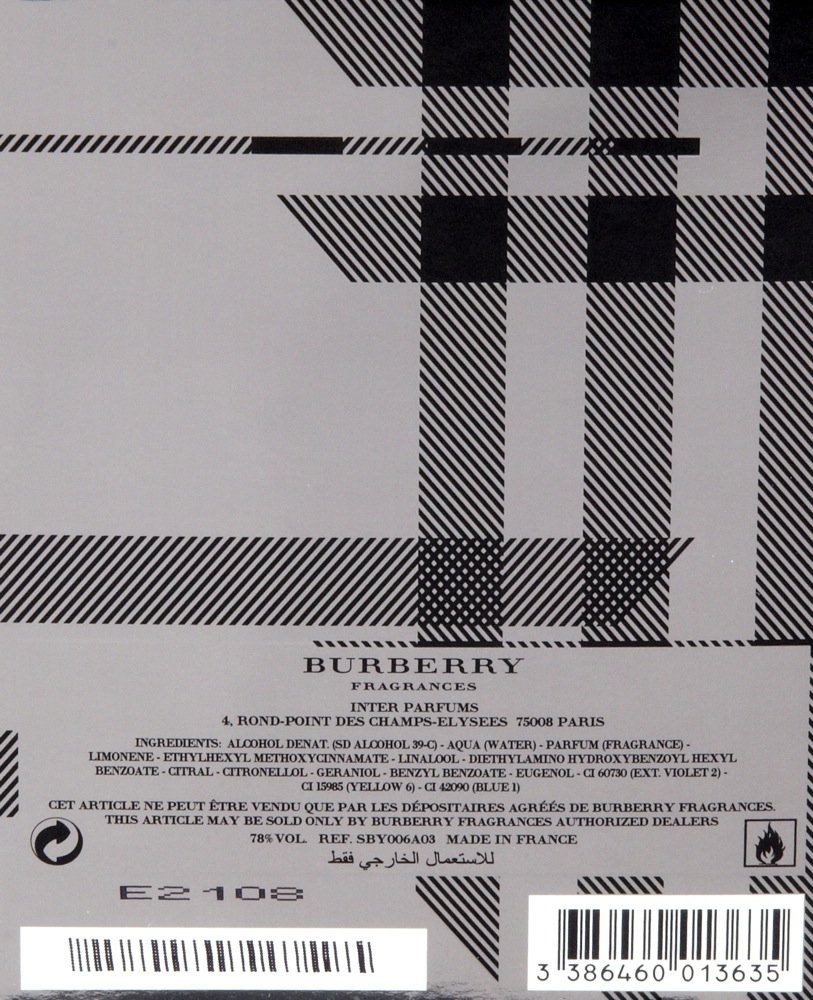 BURBERRY
FRAGRANCES
INTER PARFUMS
4, ROND-POINT DES CHAMPS-ELYSEES 75008 PARIS
INGREDIENTS: ALCOHOL DENAT. (SD ALCOHOL 39-C) - AQUA (WATER) - PARFUM (FRAGRANCE) -
LIMONENE - ETHYLHEXYL METHOXYCINNAMATE - LINALOOL - DIETHYLAMINO HYDROXYBENZOYL HEXYL
BENZOATE - CITRAL - CITRONELLOL - GERANIOL - BENZYL BENZOATE - EUGENOL - CI 60730 (EXT. VIOLET 2) -
CI 15985 (YELLOW 6) - CI 42090 (BLUE 1)
CET ARTICLE NE PEUT ÊTRE VENDU QUE PAR LES DÉPOSITAIRES AGRÉÉS DE BURBERRY FRAGRANCES.
THIS ARTICLE MAY BE SOLD ONLY BY BURBERRY FRAGRANCES AUTHORIZED DEALERS
78% VOL. REF. SBY006A03 MADE IN FRANCE
للاستعمال الخارجي فقط
E2108
3 386460 013635